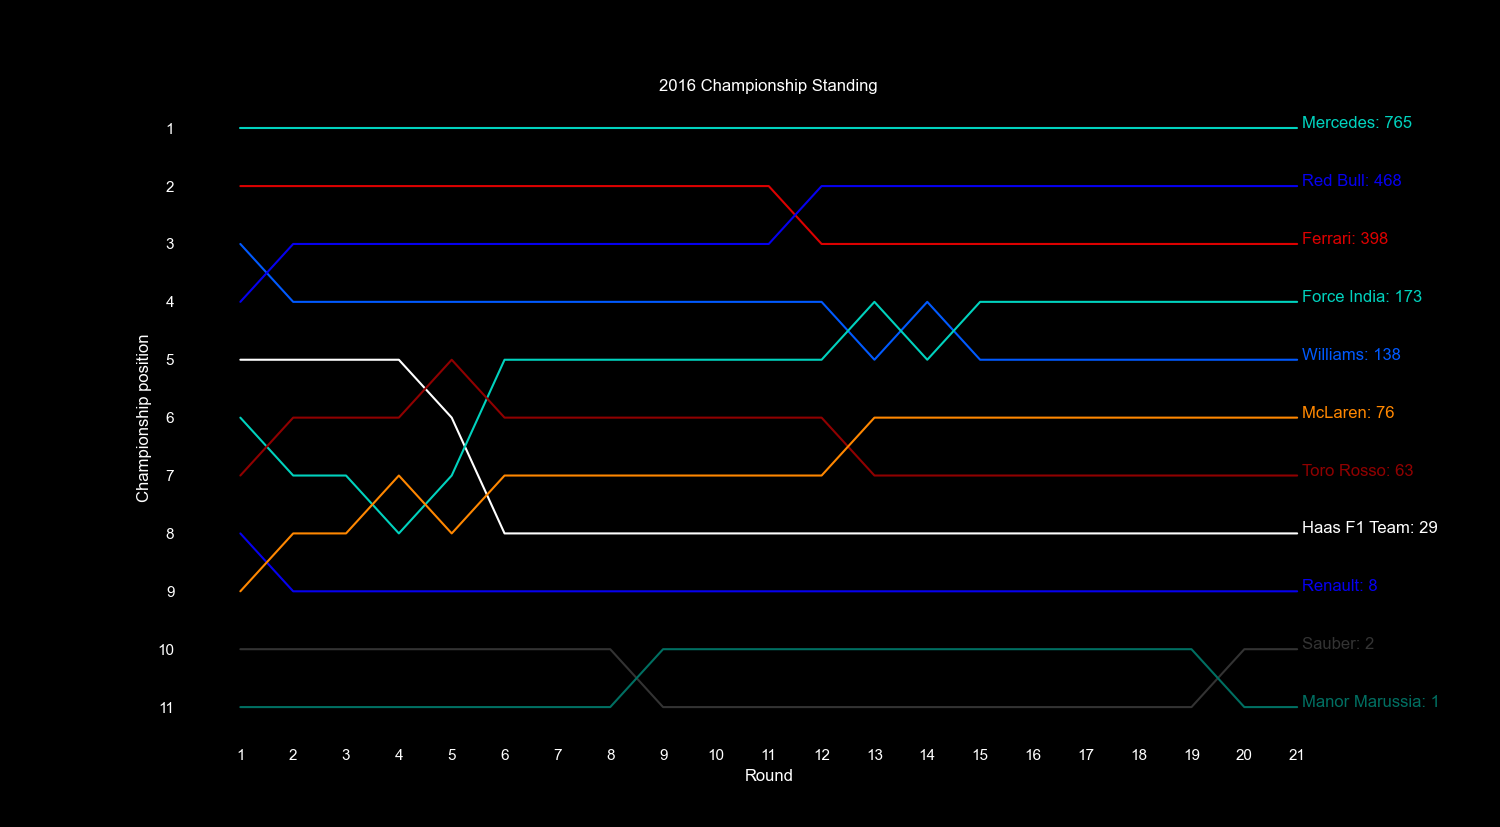 2016 Championship Standing
Championship position
1
2
3
4
5
6
7
8
9
10
11
Mercedes: 765
Red Bull: 468
Ferrari: 398
Force India: 173
Williams: 138
McLaren: 76
Toro Rosso: 63
Haas F1 Team: 29
Renault: 8
Sauber: 2
Manor Marussia: 1
1 2 3 4 5 6 7 8 9 10 11 12 13 14 15 16 17 18 19 20 21
Round